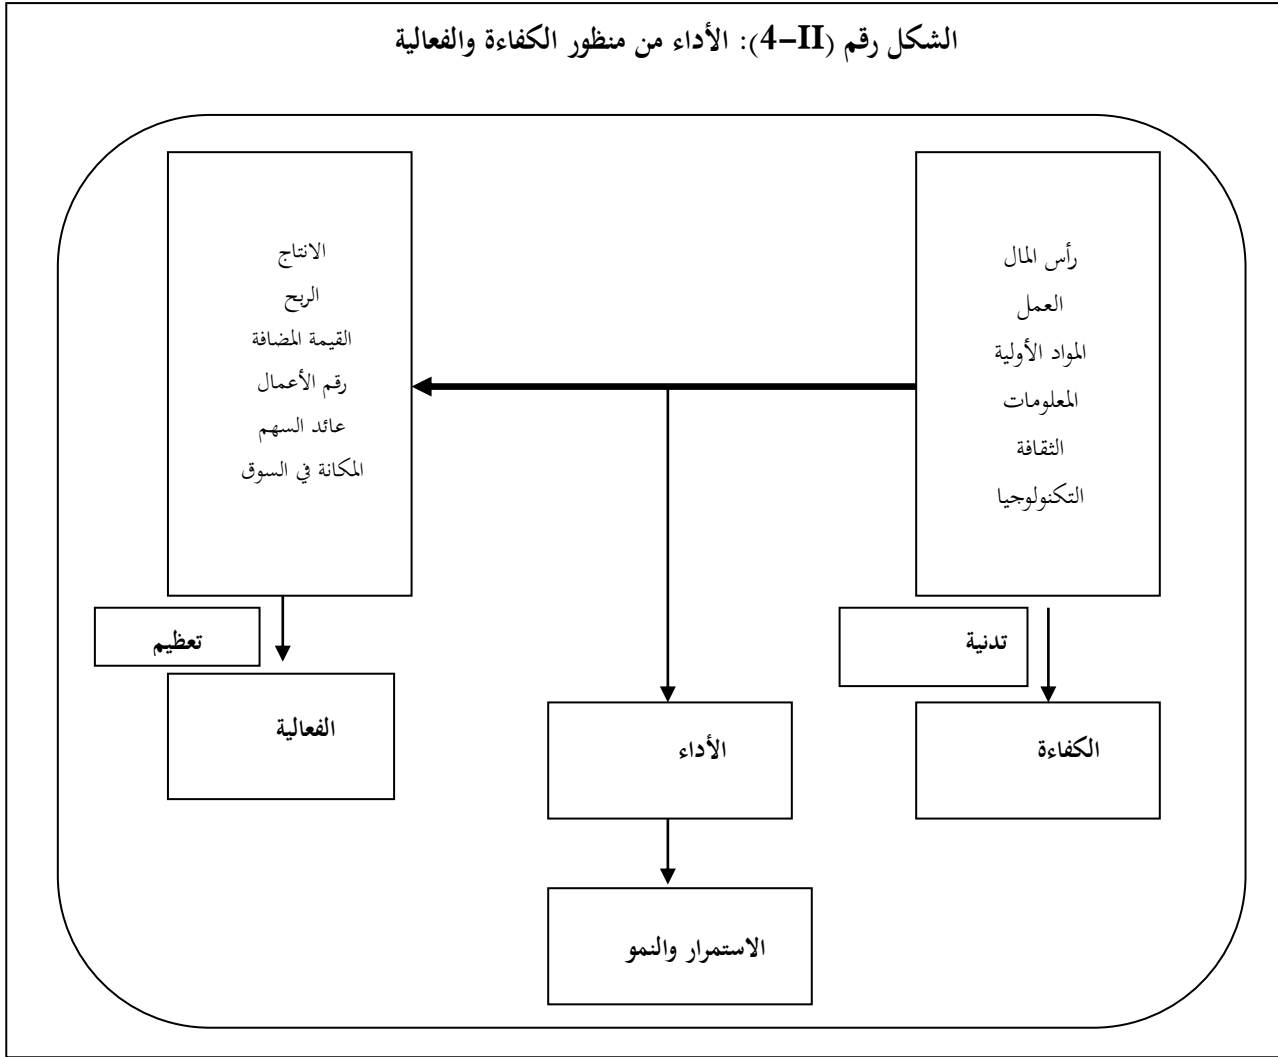 الشكل رقم (4-II): الأداء من منظور الكفاءة والفعالية
رأس المال
العمل
المواد الأولية
المعلومات
الثقافة
التكنولوجيا
الانتاج
الربح
القيمة المضافة
رقم الأعمال
عائد السهم
المكانة في السوق
تدنية
تعظيم
الكفاءة
الأداء
الفعالية
الاستمرار والنمو